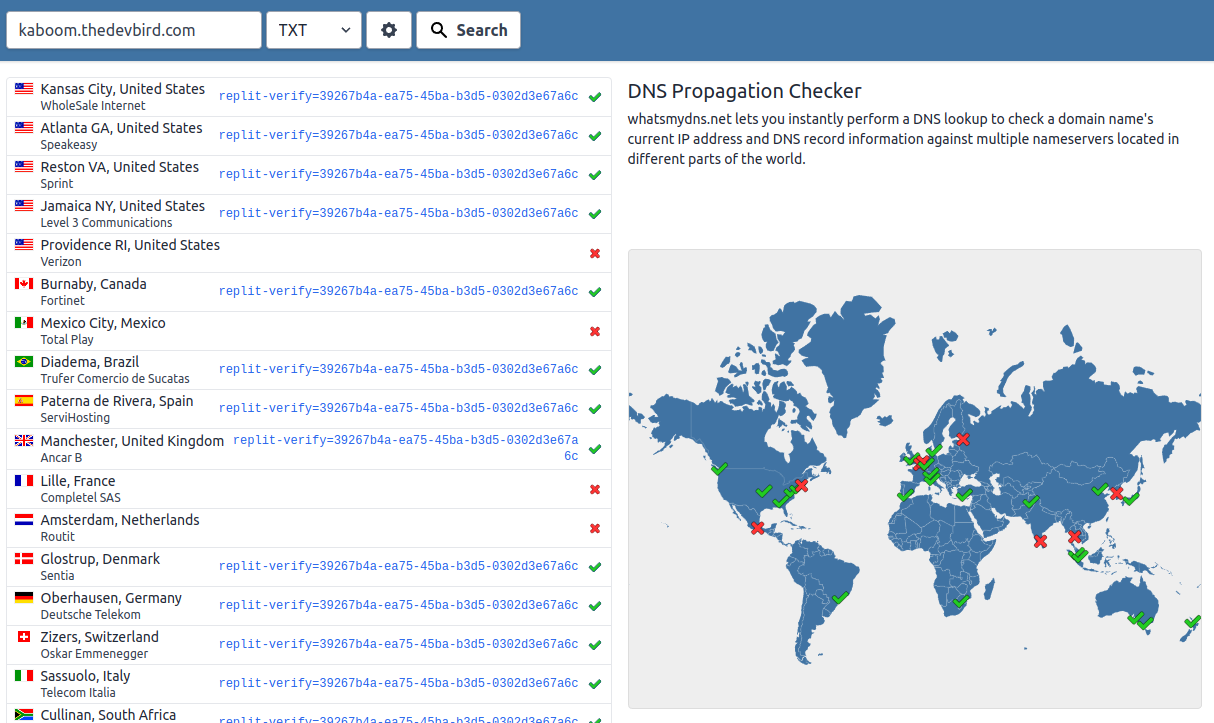 kaboom.thedevbird.com TXT Search
Kansas City, United States
WholeSale Internet
replit-verify=39267b4a-ea75-45ba-b3d5-0302d3e67a6c
Atlanta GA, United States
Speakeasy
replit-verify=39267b4a-ea75-45ba-b3d5-0302d3e67a6c
Reston VA, United States
Sprint
replit-verify=39267b4a-ea75-45ba-b3d5-0302d3e67a6c
Jamaica NY, United States
Level 3 Communications
replit-verify=39267b4a-ea75-45ba-b3d5-0302d3e67a6c
Providence RI, United States
Verizon
Burnaby, Canada
Fortinet
replit-verify=39267b4a-ea75-45ba-b3d5-0302d3e67a6c
Mexico City, Mexico
Total Play
Diadema, Brazil
Trufer Comercio de Sucatas
replit-verify=39267b4a-ea75-45ba-b3d5-0302d3e67a6c
Paterna de Rivera, Spain
ServiHosting
replit-verify=39267b4a-ea75-45ba-b3d5-0302d3e67a6c
Manchester, United Kingdom
Ancar B
replit-verify=39267b4a-ea75-45ba-b3d5-0302d3e67a
6c
Lille, France
Completel SAS
Amsterdam, Netherlands
Routit
Glostrup, Denmark
Sentia
replit-verify=39267b4a-ea75-45ba-b3d5-0302d3e67a6c
Oberhausen, Germany
Deutsche Telekom
replit-verify=39267b4a-ea75-45ba-b3d5-0302d3e67a6c
Zizers, Switzerland
Oskar Emmenegger
replit-verify=39267b4a-ea75-45ba-b3d5-0302d3e67a6c
Sassuolo, Italy
Telecom Italia
replit-verify=39267b4a-ea75-45ba-b3d5-0302d3e67a6c
Cullinan, South Africa
replit-verify=39267b4a-ea75-45ba-b3d5-0302d3e67a6c
DNS Propagation Checker
whatsmydns.net lets you instantly perform a DNS lookup to check a domain name's
current IP address and DNS record information against multiple nameservers located in
different parts of the world.